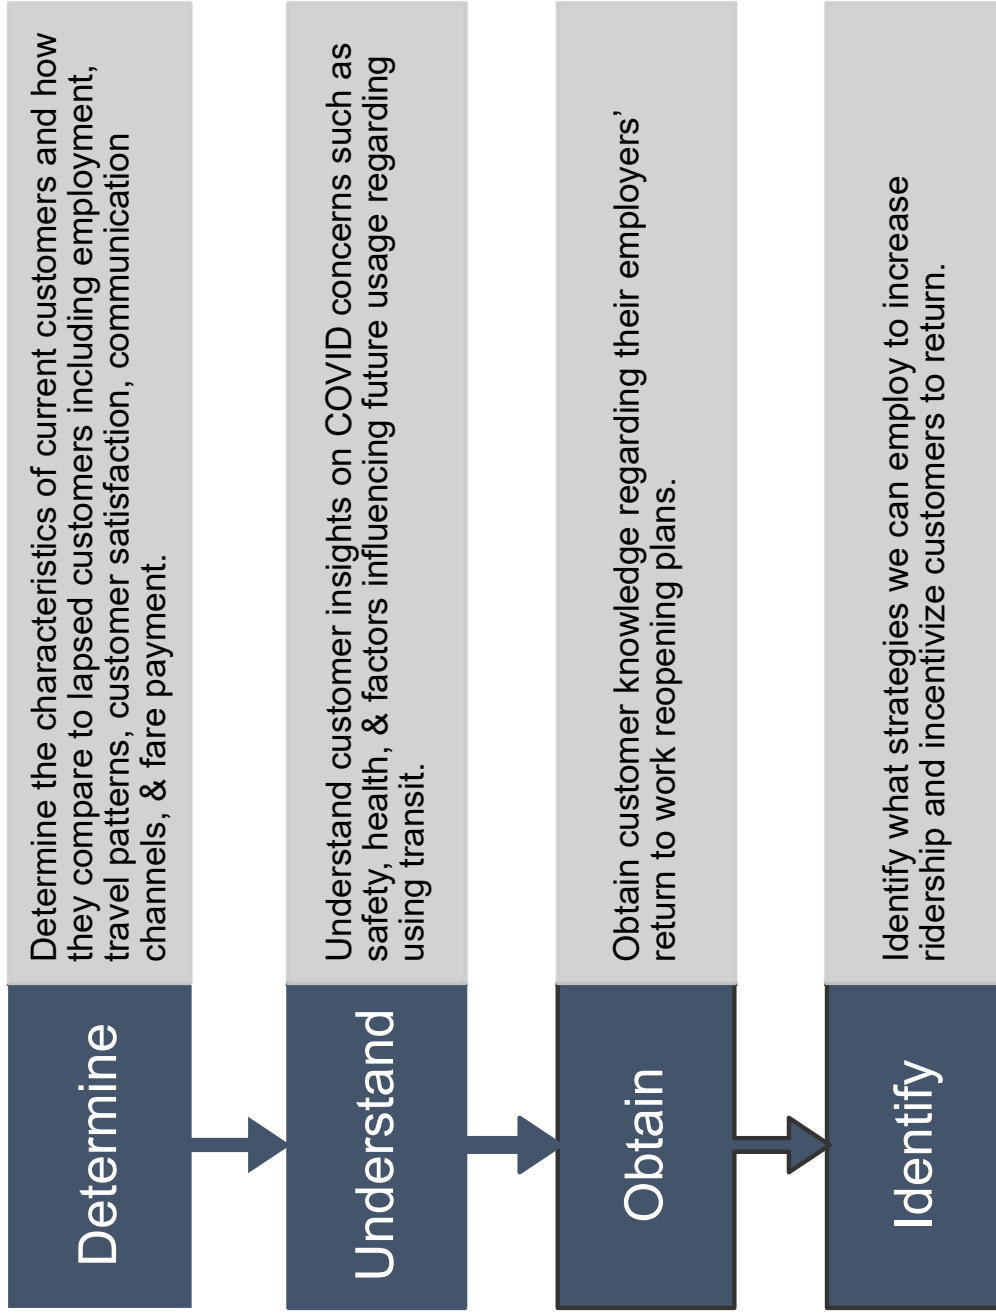 Determine
Determine the characteristics of current customers and how
they compare to lapsed customers including employment,
travel patterns, customer satisfaction, communication
channels, & fare payment.
Understand
Understand customer insights on COVID concerns such as
safety, health, & factors influencing future usage regarding
using transit.
Obtain
Obtain customer knowledge regarding their employers’
return to work reopening plans.
Identify
Identify what strategies we can employ to increase
ridership and incentivize customers to return.